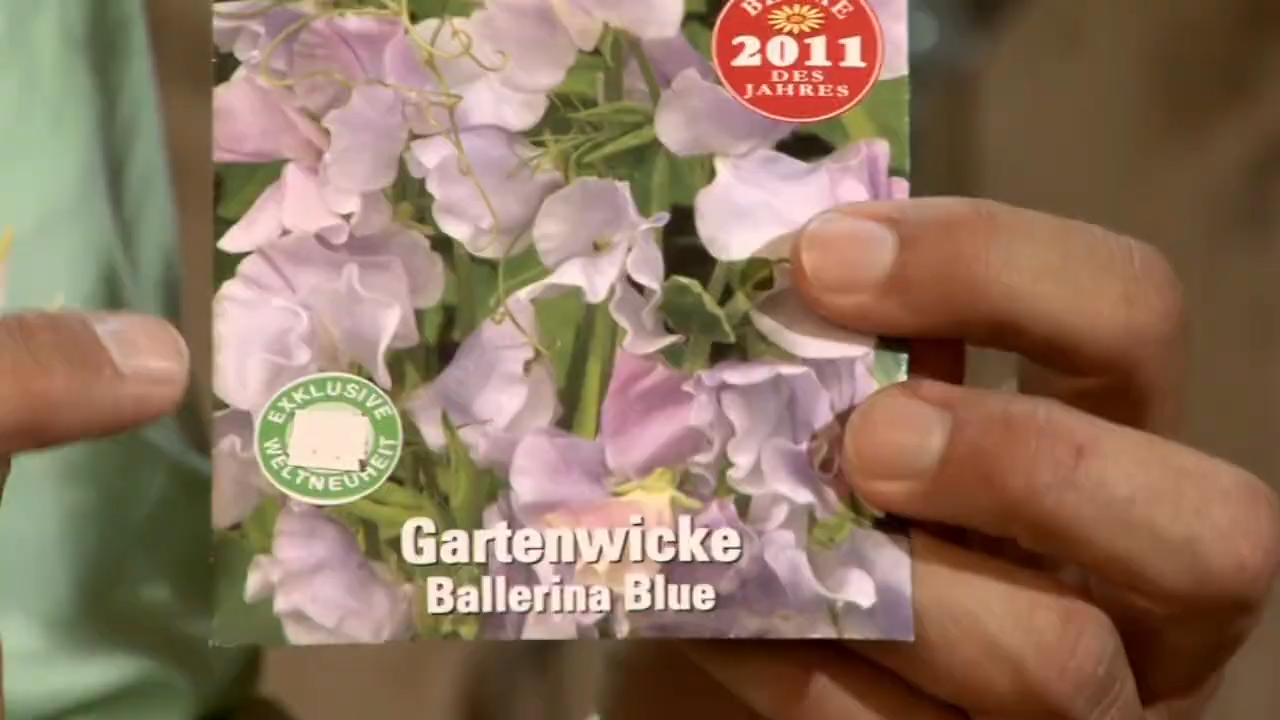 2011
DES
JAHRES
EXKLUSIVE
WELTNEUHEIT
Gartenwicke
Ballerina Blue